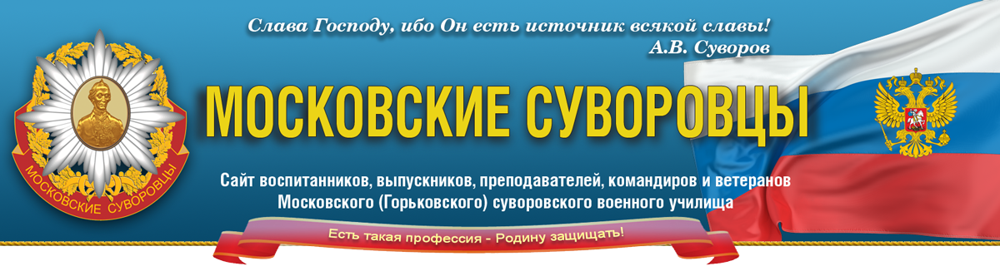 Слава Господу, ибо Он есть источник всякой славы!
А.В. Суворов
МОСКОВСКИЕ СУВОРОВЦЫ
МОСКОВСКИЕ СУВОРОВЦЫ
Сайт воспитанников, выпускников, преподавателей, командиров и ветеранов
Московского (Горьковского) суворовского военного училища
Есть такая профессия - Родину защищать!